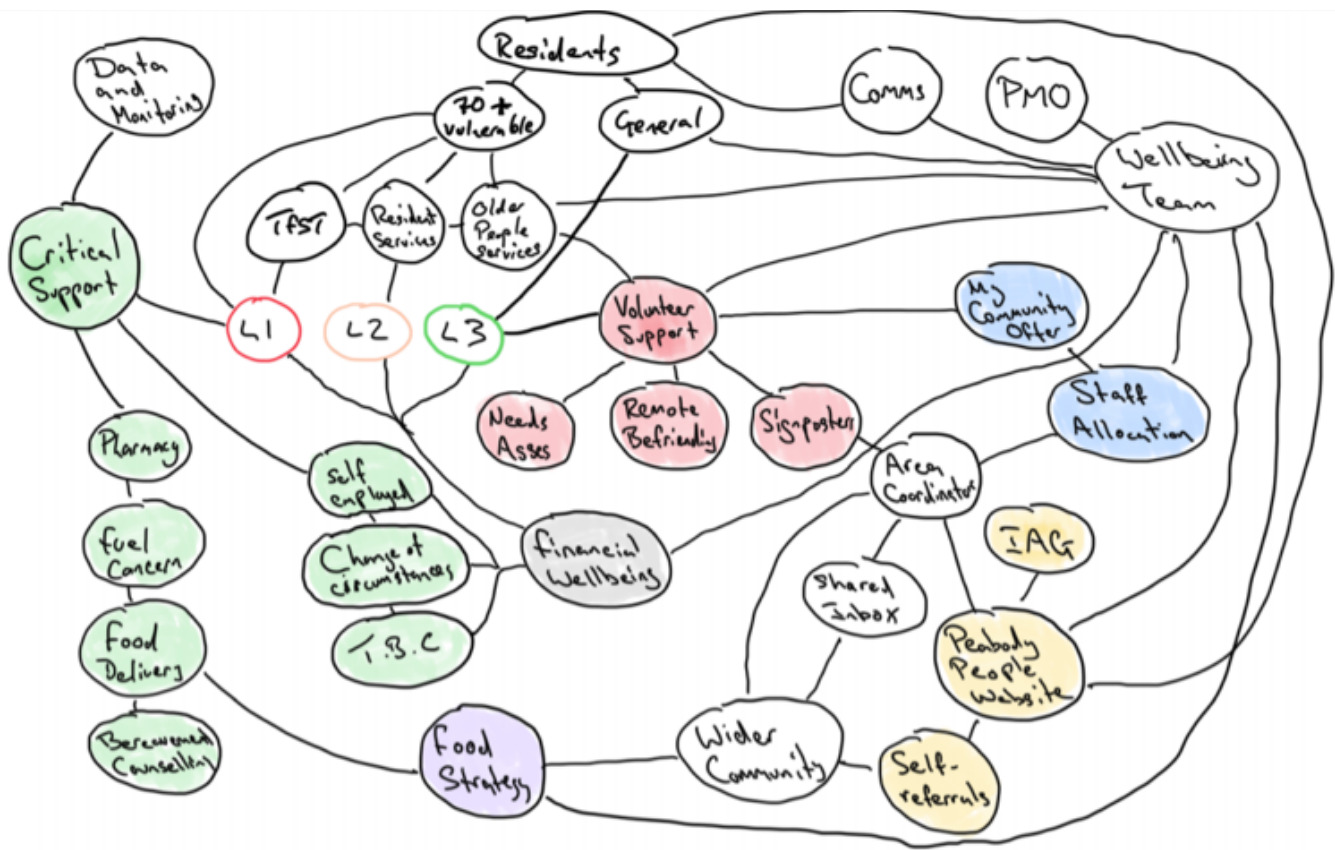 Residents
Data
and
Monitoring
70+
vulnerable
General
Comms
PMO
Wellbeing
Team
TFST
Resident
Services
Older
People
services
Critical
Support
L1
L2
L3
Volunteer
Support
My
Community
Offer
Needs
Asses
Remote
Befriending
Signposters
Staff
Allocation
Pharmacy
Self
employed
Area
Coordinators
Fuel
Concern
Change of
circumstances
Financial
Wellbeing
IAG
Shared
Inbox
Food
Delivery
T.B.C
Peabody
People
Website
Bereavement
Counselling
Food
Strategy
Wider
Community
Self-
referrals